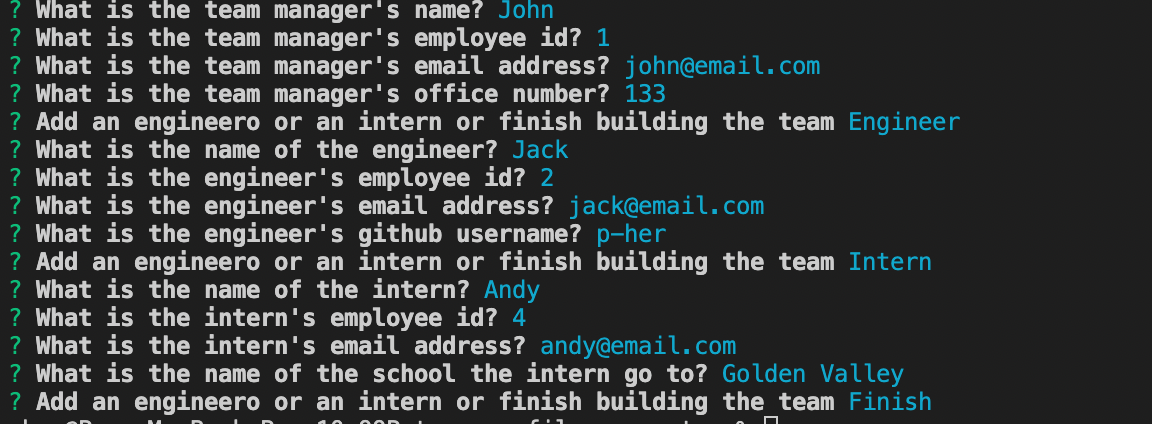 ? What is the team manager's name? John
? What is the team manager's employee id? 1
? What is the team manager's email address? john@email.com
? What is the team manager's office number? 133
? Add an engineero or an intern or finish building the team Engineer
? What is the name of the engineer? Jack
? What is the engineer's employee id? 2
? What is the engineer's email address? jack@email.com
? What is the engineer's github username? p-her
? Add an engineero or an intern or finish building the team Intern
? What is the name of the intern? Andy
? What is the intern's employee id? 4
? What is the intern's email address? andy@email.com
? What is the name of the school the intern go to? Golden Valley
? Add an engineero or an intern or finish building the team Finish